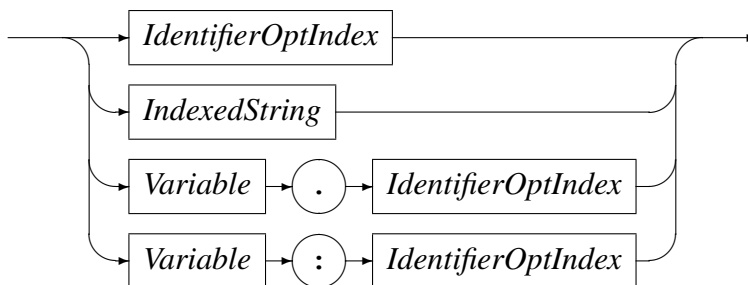 IdentifierOptIndex
IndexedString
Variable . IdentifierOptIndex
Variable : IdentifierOptIndex